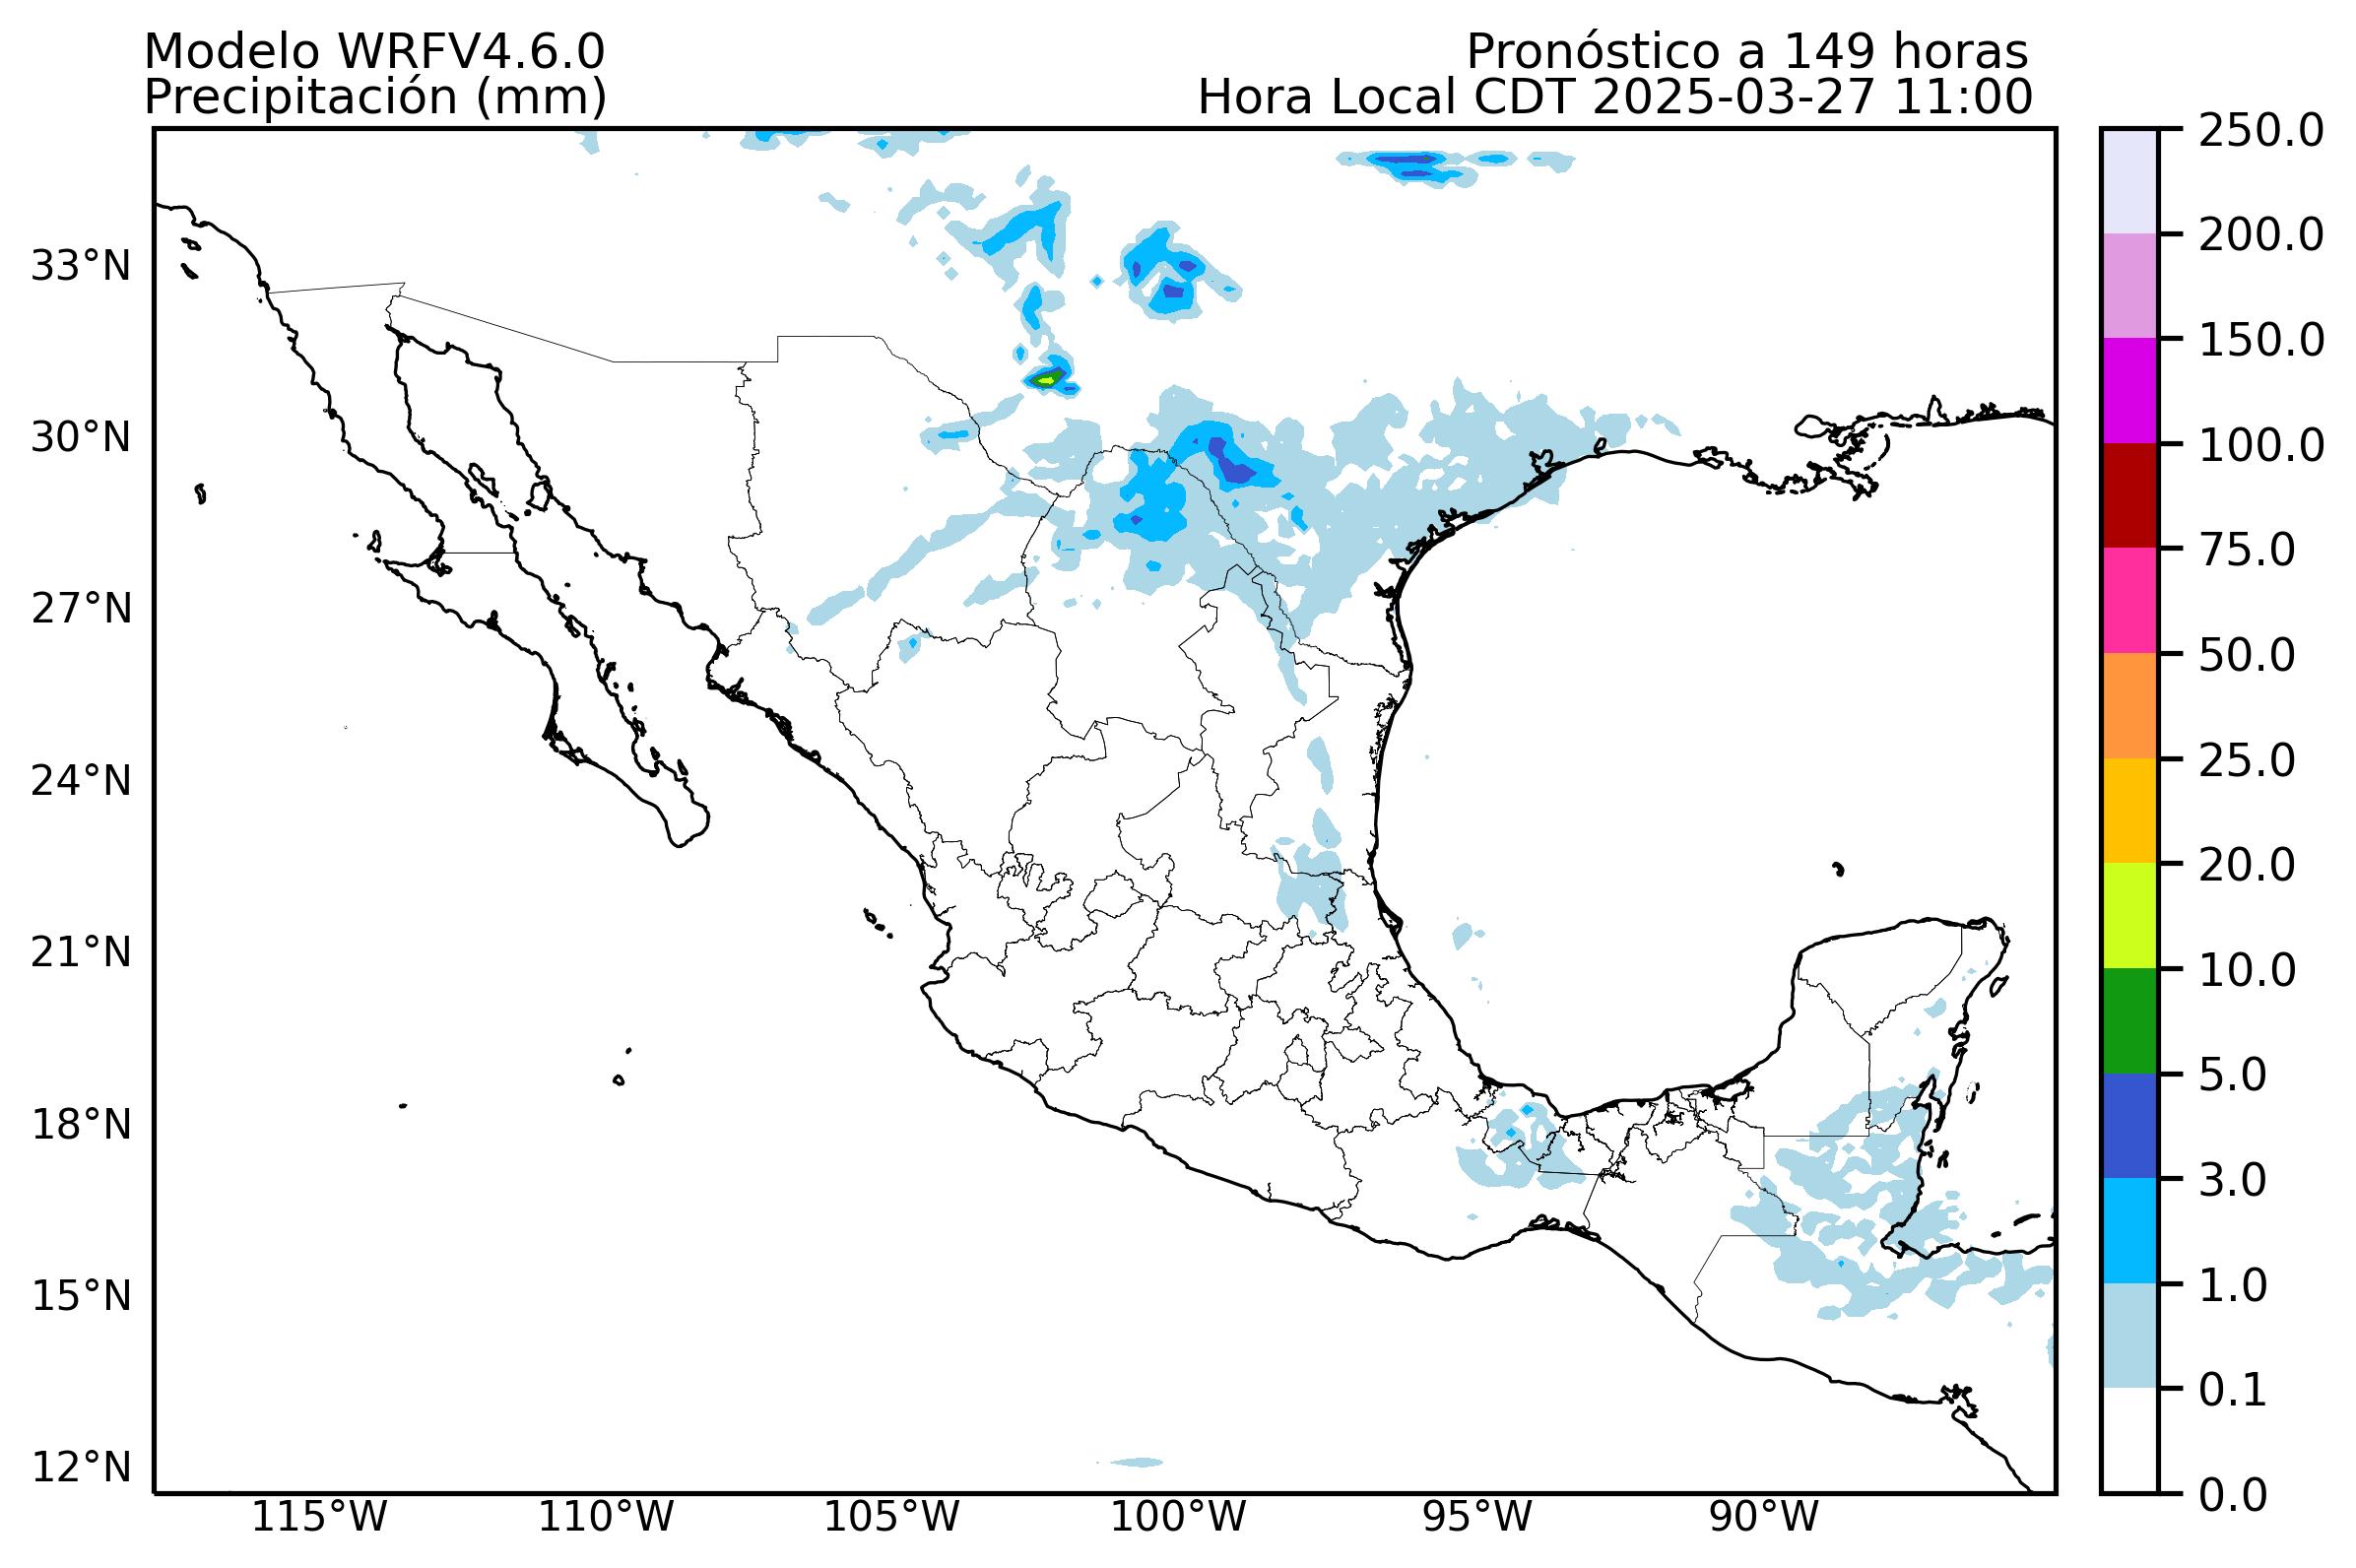 Modelo WRFV4.6.0
Precipitación (mm)
Pronóstico a 149 horas
Hora Local CDT 2025-03-27 11:00
33°N
30°N
27°N
24°N
21°N
18°N
15°N
12°N
115°W
110°W
105°W
100°W
95°W
90°W
250.0
200.0
150.0
100.0
75.0
50.0
25.0
20.0
10.0
5.0
3.0
1.0
0.1
0.0